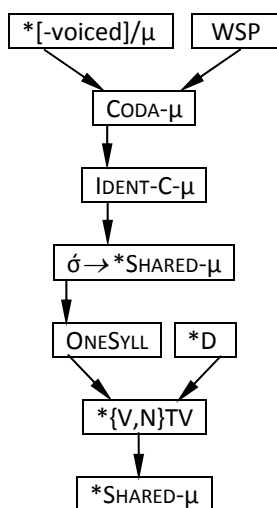 *[-voiced]/μ WSP
CODA-μ
IDENT-C-μ
σ́→*SHARED-μ
ONESYLL *D
*{V,N}TV
*SHARED-μ